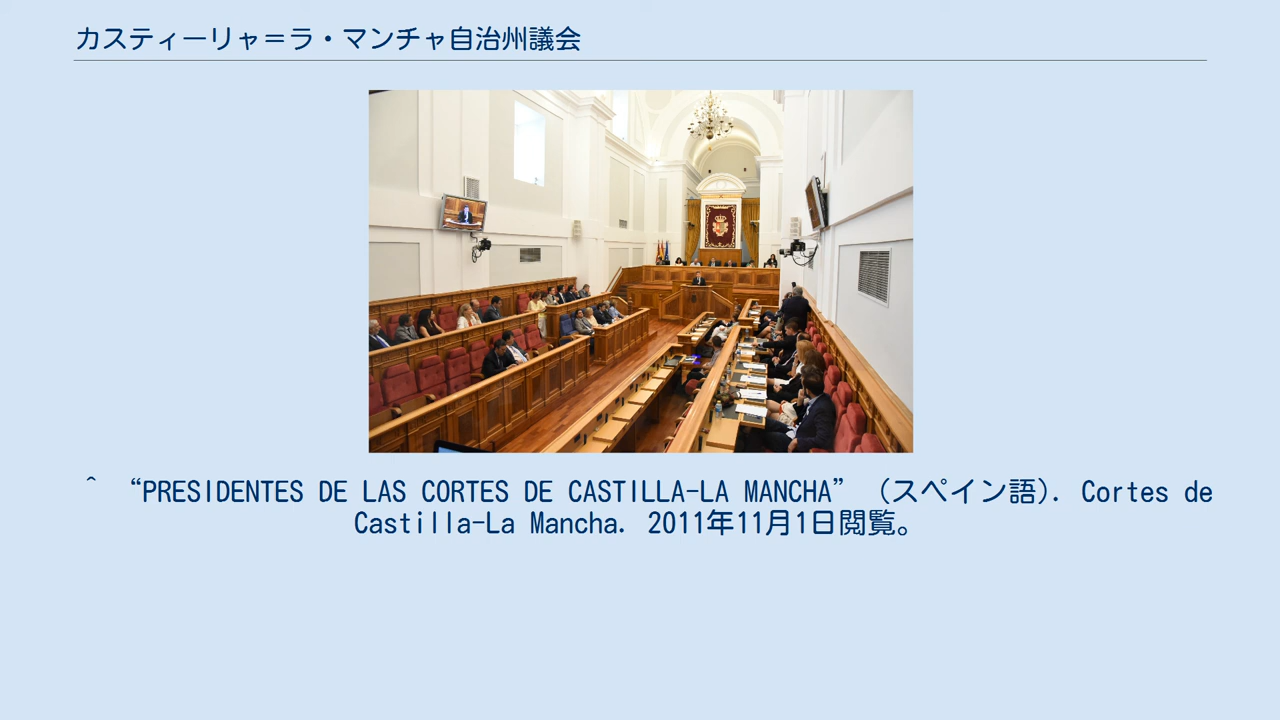 カスティーリャ＝ラ・マンチャ自治州議会
^ “PRESIDENTES DE LAS CORTES DE CASTILLA-LA MANCHA” (スペイン語). Cortes de
Castilla-La Mancha. 2011年11月1日閲覧。